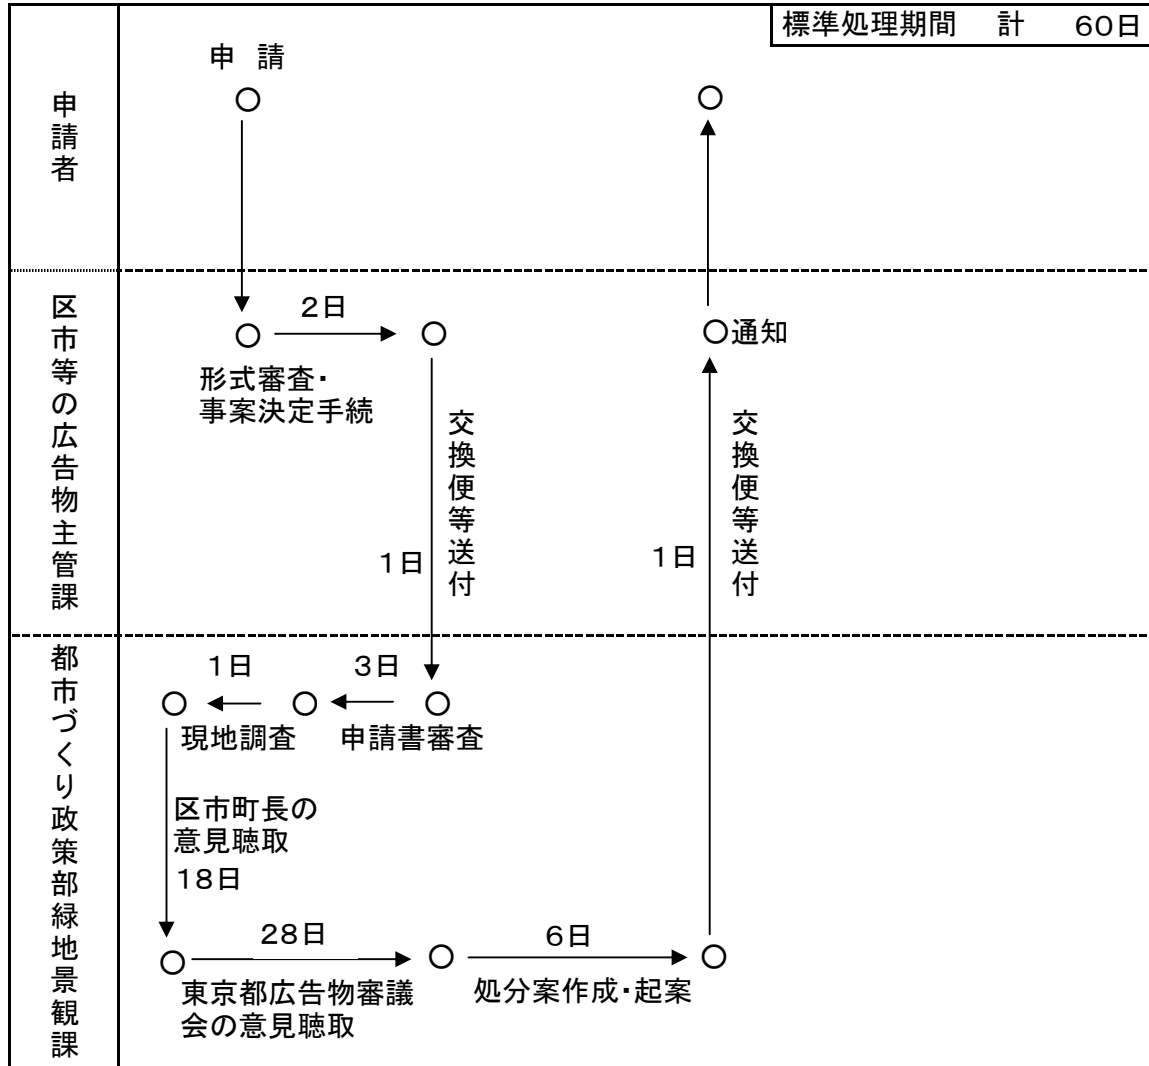 標準処理期間 計 60日
申請者
申 請
区市等の広告物主管課
2日
形式審査・
事案決定手続
通知
交換便等送付
1日
交換便等送付
1日
都市づくり政策部緑地景観課
1日
3日
現地調査
申請書審査
区市町長の
意見聴取
18日
28日
東京都広告物審議
会の意見聴取
6日
処分案作成・起案